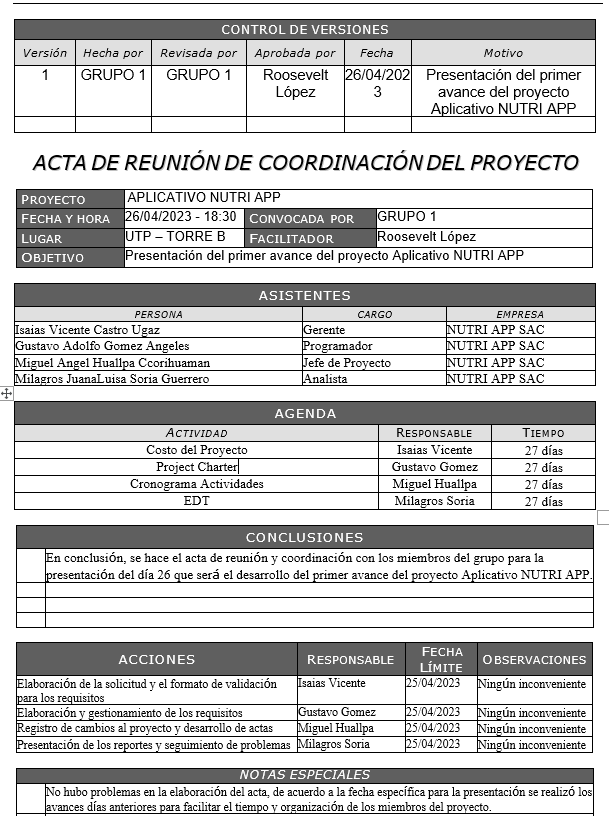 CONTROL DE VERSIONES
Versión Hecha por Revisada por Aprobada por Fecha Motivo
1 GRUPO 1 GRUPO 1 Roosevelt López 26/04/2023 Presentación del primer avance del proyecto Aplicativo NUTRI APP
ACTA DE REUNIÓN DE COORDINACIÓN DEL PROYECTO
PROYECTO APLICATIVO NUTRI APP
FECHA Y HORA 26/04/2023 - 18:30 CONVOCADA POR GRUPO 1
LUGAR UTP – TORRE B FACILITADOR Roosevelt López
OBJETIVO Presentación del primer avance del proyecto Aplicativo NUTRI APP
ASISTENTES
PERSONA CARGO EMPRESA
Isaias Vicente Castro Ugaz Gerente NUTRI APP SAC
Gustavo Adolfo Gomez Angeles Programador NUTRI APP SAC
Miguel Angel Huallpa Ccorihuaman Jefe de Proyecto NUTRI APP SAC
Milagros JuanaLuisa Soria Guerrero Analista NUTRI APP SAC
AGENDA
ACTIVIDAD RESPONSABLE TIEMPO
Costo del Proyecto Isaias Vicente 27 días
Project Charter Gustavo Gomez 27 días
Cronograma Actividades Miguel Huallpa 27 días
EDT Milagros Soria 27 días
CONCLUSIONES
En conclusión, se hace el acta de reunión y coordinación con los miembros del grupo para la
presentación del día 26 que será el desarrollo del primer avance del proyecto Aplicativo NUTRI APP.
ACCIONES RESPONSABLE FECHA LÍMITE OBSERVACIONES
Elaboración de la solicitud y el formato de validación para los requisitos Isaias Vicente 25/04/2023 Ningún inconveniente
Elaboración y gestionamiento de los requisitos Gustavo Gomez 25/04/2023 Ningún inconveniente
Registro de cambios al proyecto y desarrollo de actas Miguel Huallpa 25/04/2023 Ningún inconveniente
Presentación de los reportes y seguimiento de problemas Milagros Soria 25/04/2023 Ningún inconveniente
NOTAS ESPECIALES
No hubo problemas en la elaboración del acta, de acuerdo a la fecha específica para la presentación se realizó los
avances días anteriores para facilitar el tiempo y organización de los miembros del proyecto.